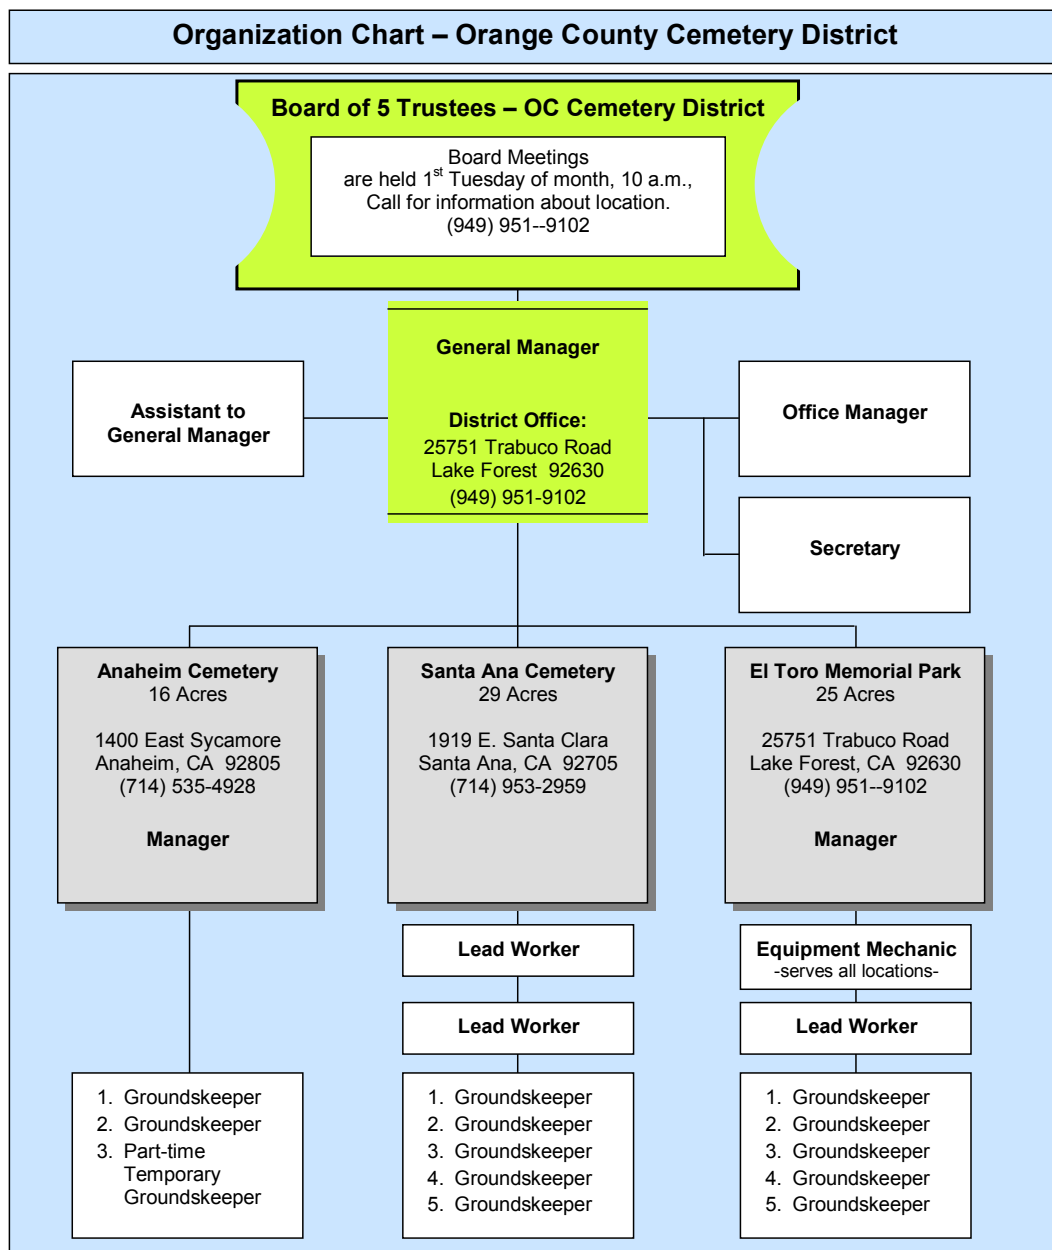 Organization Chart – Orange County Cemetery District
Board of 5 Trustees – OC Cemetery District
Board Meetings
are held 1st Tuesday of month, 10 a.m.,
Call for information about location.
(949) 951--9102
General Manager
District Office:
25751 Trabuco Road
Lake Forest 92630
(949) 951-9102
Assistant to
General Manager
Office Manager
Secretary
Anaheim Cemetery
16 Acres
1400 East Sycamore
Anaheim, CA 92805
(714) 535-4928
Manager
Santa Ana Cemetery
29 Acres
1919 E. Santa Clara
Santa Ana, CA 92705
(714) 953-2959
El Toro Memorial Park
25 Acres
25751 Trabuco Road
Lake Forest, CA 92630
(949) 951--9102
Manager
Lead Worker
Equipment Mechanic
-serves all locations-
Lead Worker
Lead Worker
1. Groundskeeper
2. Groundskeeper
3. Part-time
Temporary
Groundskeeper
1. Groundskeeper
2. Groundskeeper
3. Groundskeeper
4. Groundskeeper
5. Groundskeeper
1. Groundskeeper
2. Groundskeeper
3. Groundskeeper
4. Groundskeeper
5. Groundskeeper